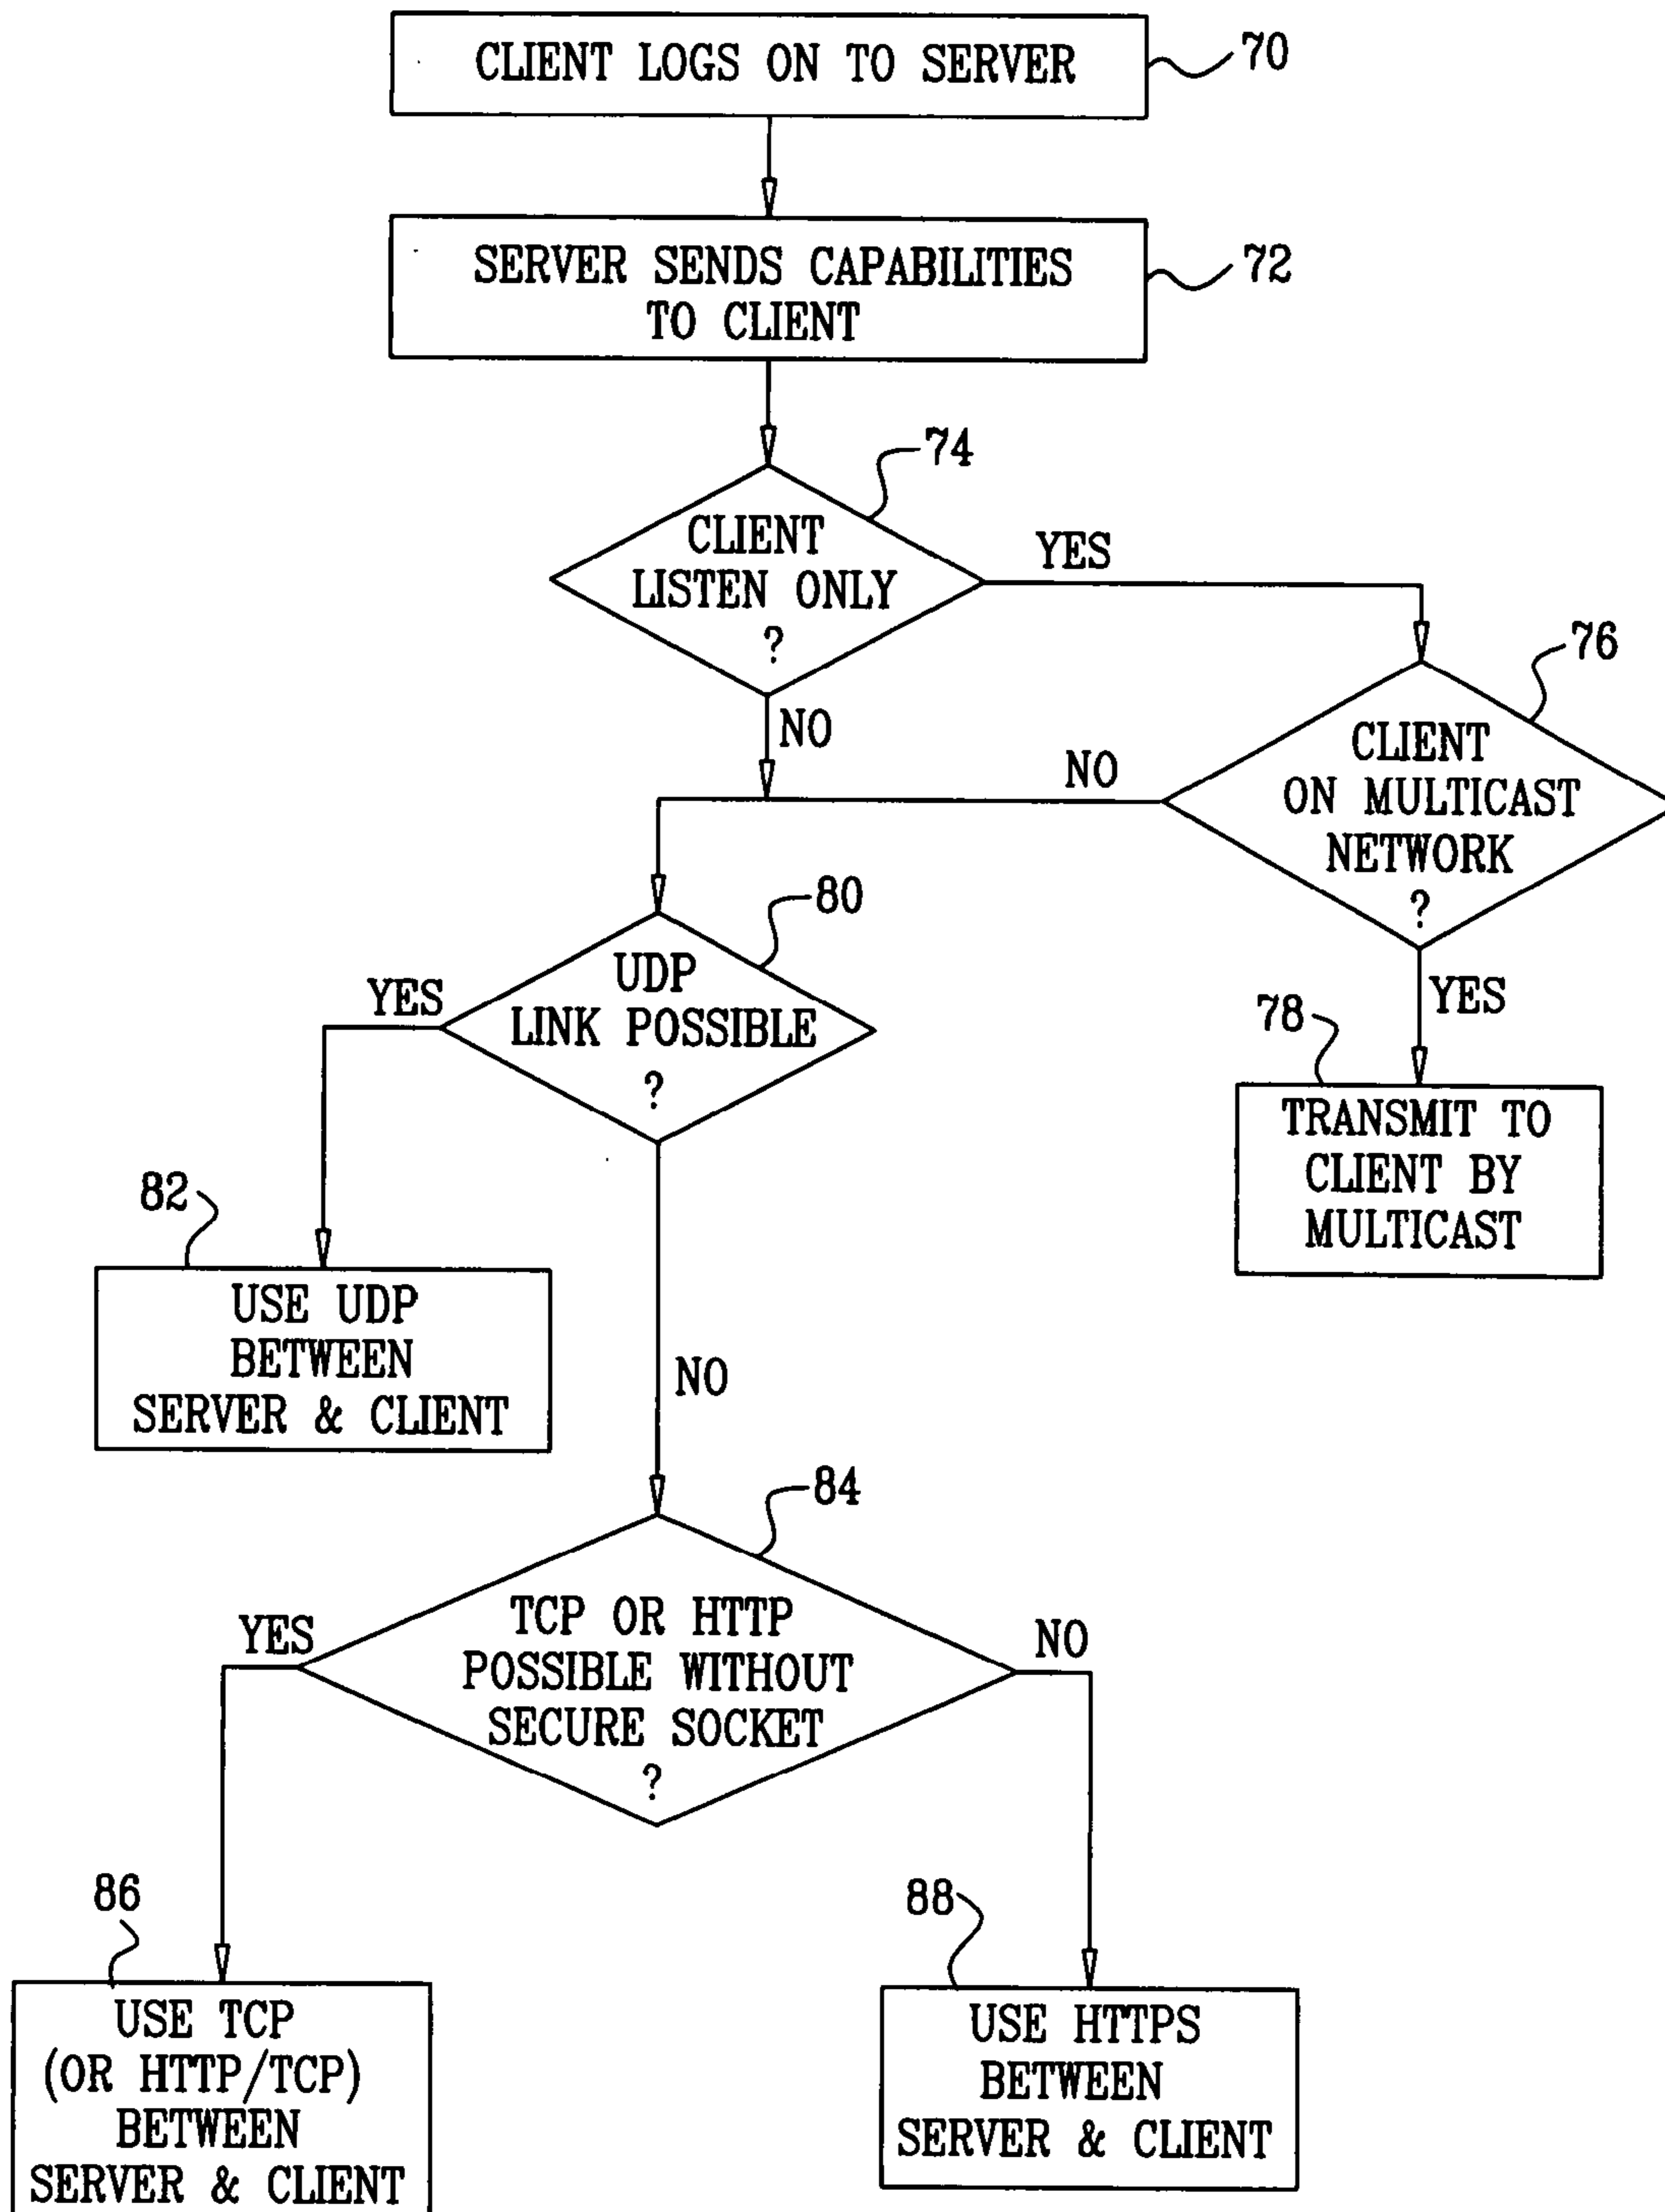 CLIENT LOGS ON TO SERVER
70
SERVER SENDS CAPABILITIES
TO CLIENT
72
74
CLIENT
LISTEN ONLY
?
YES
NO
76
CLIENT
ON MULTICAST
NETWORK
?
NO
YES
78
TRANSMIT TO
CLIENT BY
MULTICAST
80
UDP
LINK POSSIBLE
?
YES
NO
82
USE UDP
BETWEEN
SERVER & CLIENT
84
TCP OR HTTP
POSSIBLE WITHOUT
SECURE SOCKET
?
YES
NO
86
USE TCP
(OR HTTP/TCP)
BETWEEN
SERVER & CLIENT
88
USE HTTPS
BETWEEN
SERVER & CLIENT